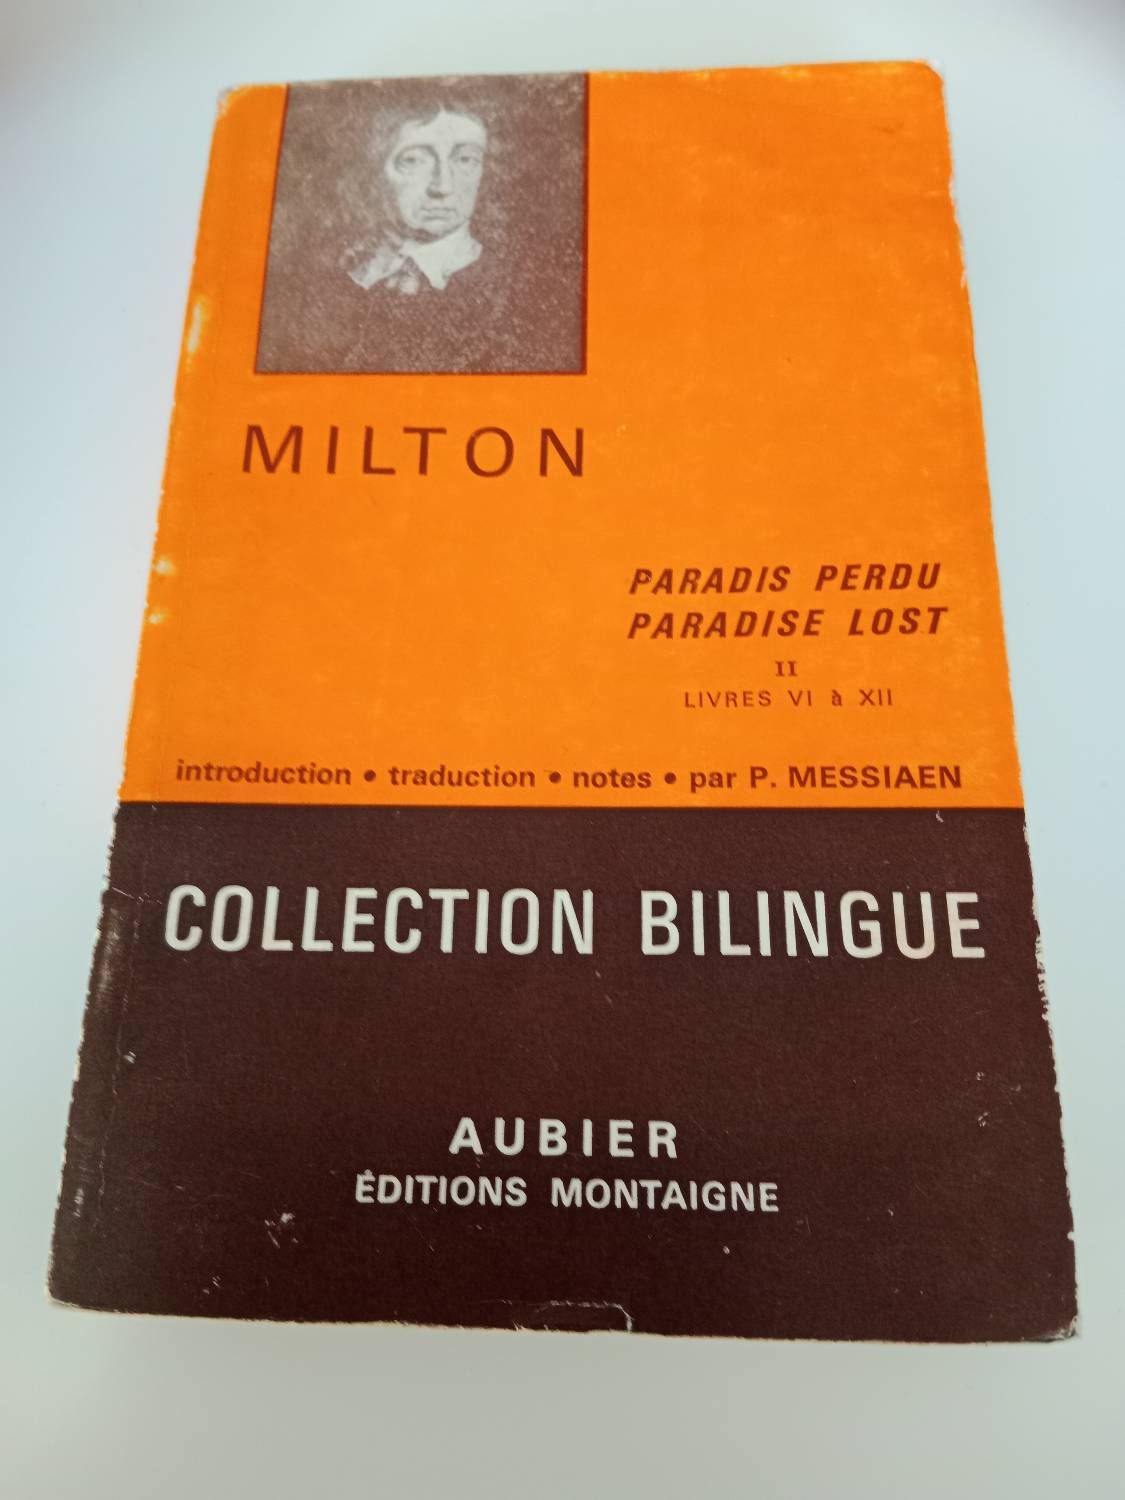 MILTON
PARADIS PERDU
PARADISE LOST
II
LIVRES VI à XII
introduction • traduction • notes • par P. MESSIAEN
COLLECTION BILINGUE
AUBIER
ÉDITIONS MONTAIGNE